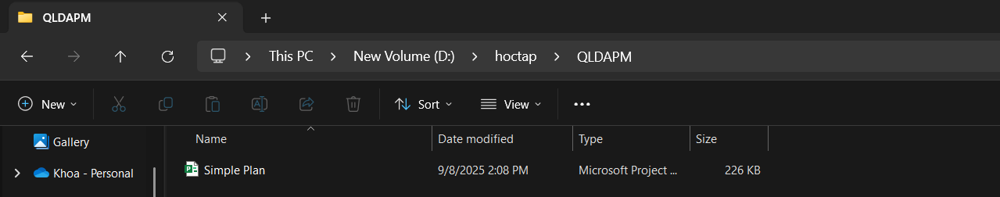 QLDAPM
This PC > New Volume (D:) > hoctap > QLDAPM
New Sort View
Gallery Name Date modified Type Size
Khoa - Personal Simple Plan 9/8/2025 2:08 PM Microsoft Project ... 226 KB